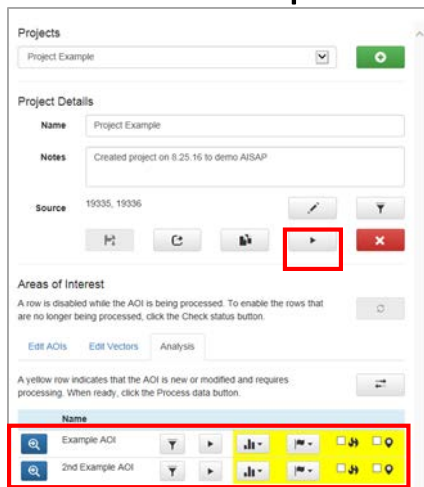 Projects
Project Example
Project Details
Name Project Example
Notes Created project on 8.25.16 to demo AISAP
Source 19335, 19336
Areas of Interest
A row is disabled while the AOI is being processed. To enable the rows that
are no longer being processed, click the Check status button.
Edit AOIs Edit Vectors Analysis
A yellow row indicates that the AOI is new or modified and requires
processing. When ready, click the Process data button.
Name
Example AOI
2nd Example AOI